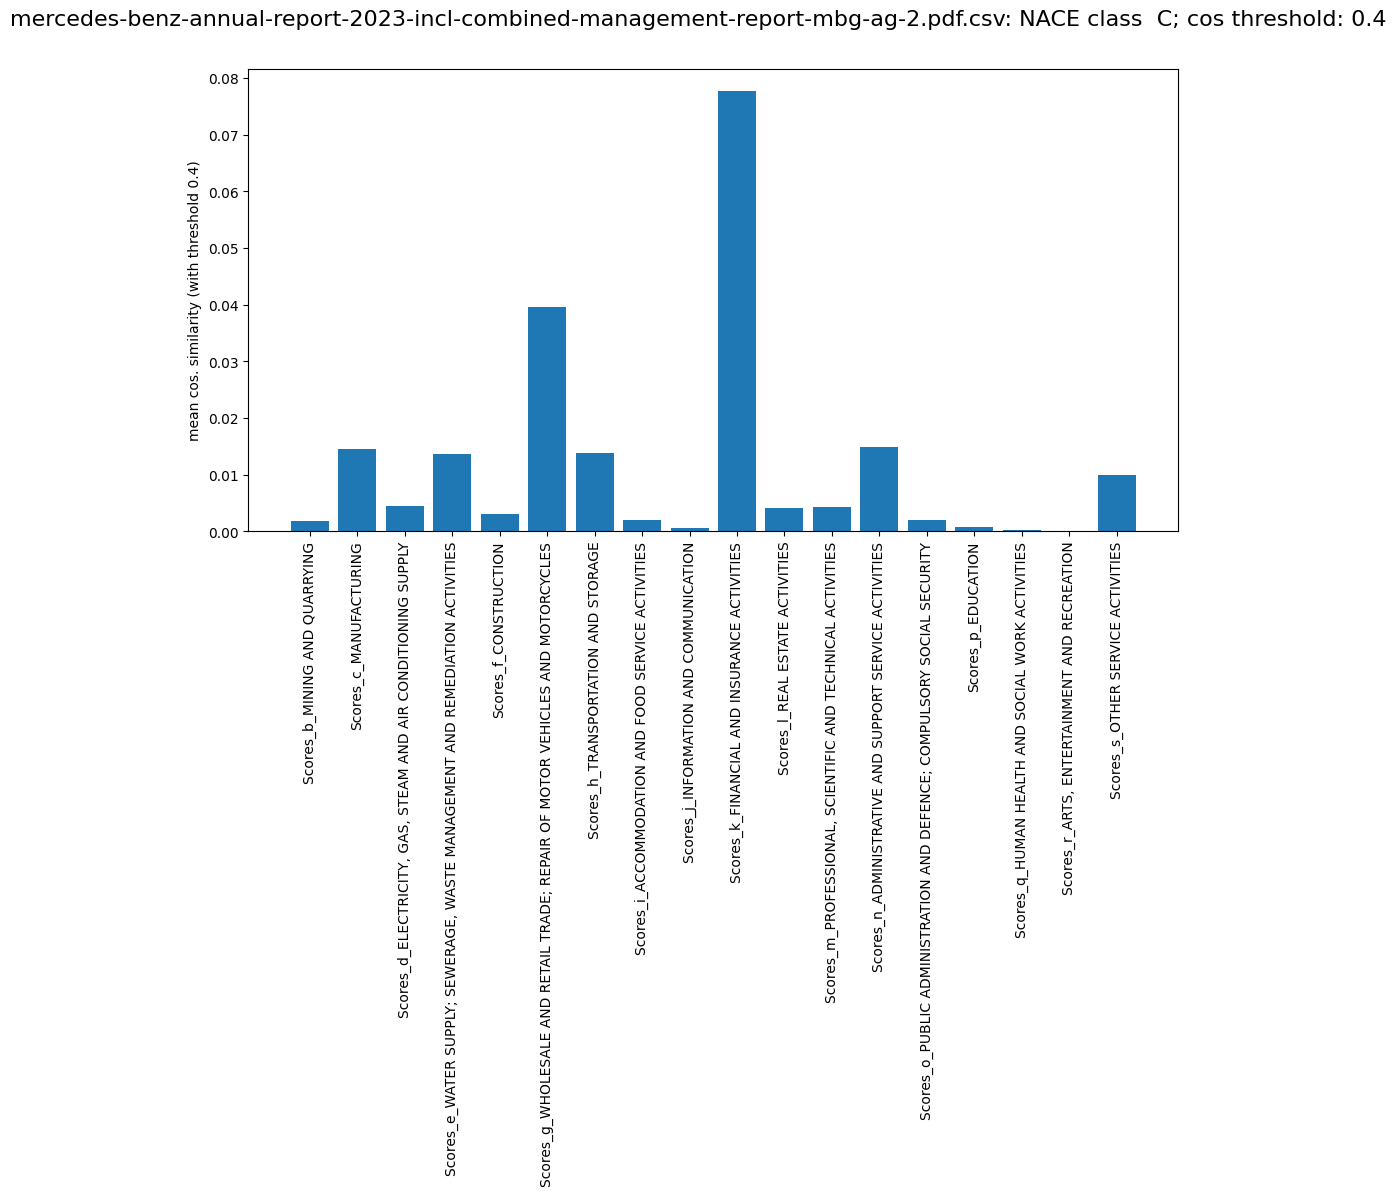 mercedes-benz-annual-report-2023-incl-combined-management-report-mbg-ag-2.pdf.csv: NACE class  C; cos threshold: 0.4
mean cos. similarity (with threshold 0.4)
0.08
0.07
0.06
0.05
0.04
0.03
0.02
0.01
0.00
Scores_b_MINING AND QUARRYING
Scores_c_MANUFACTURING
Scores_d_ELECTRICITY, GAS, STEAM AND AIR CONDITIONING SUPPLY
Scores_e_WATER SUPPLY; SEWERAGE, WASTE MANAGEMENT AND REMEDIATION ACTIVITIES
Scores_f_CONSTRUCTION
Scores_g_WHOLESALE AND RETAIL TRADE; REPAIR OF MOTOR VEHICLES AND MOTORCYCLES
Scores_h_TRANSPORTATION AND STORAGE
Scores_i_ACCOMMODATION AND FOOD SERVICE ACTIVITIES
Scores_j_INFORMATION AND COMMUNICATION
Scores_k_FINANCIAL AND INSURANCE ACTIVITIES
Scores_l_REAL ESTATE ACTIVITIES
Scores_m_PROFESSIONAL, SCIENTIFIC AND TECHNICAL ACTIVITIES
Scores_n_ADMINISTRATIVE AND SUPPORT SERVICE ACTIVITIES
Scores_o_PUBLIC ADMINISTRATION AND DEFENCE; COMPULSORY SOCIAL SECURITY
Scores_p_EDUCATION
Scores_q_HUMAN HEALTH AND SOCIAL WORK ACTIVITIES
Scores_r_ARTS, ENTERTAINMENT AND RECREATION
Scores_s_OTHER SERVICE ACTIVITIES